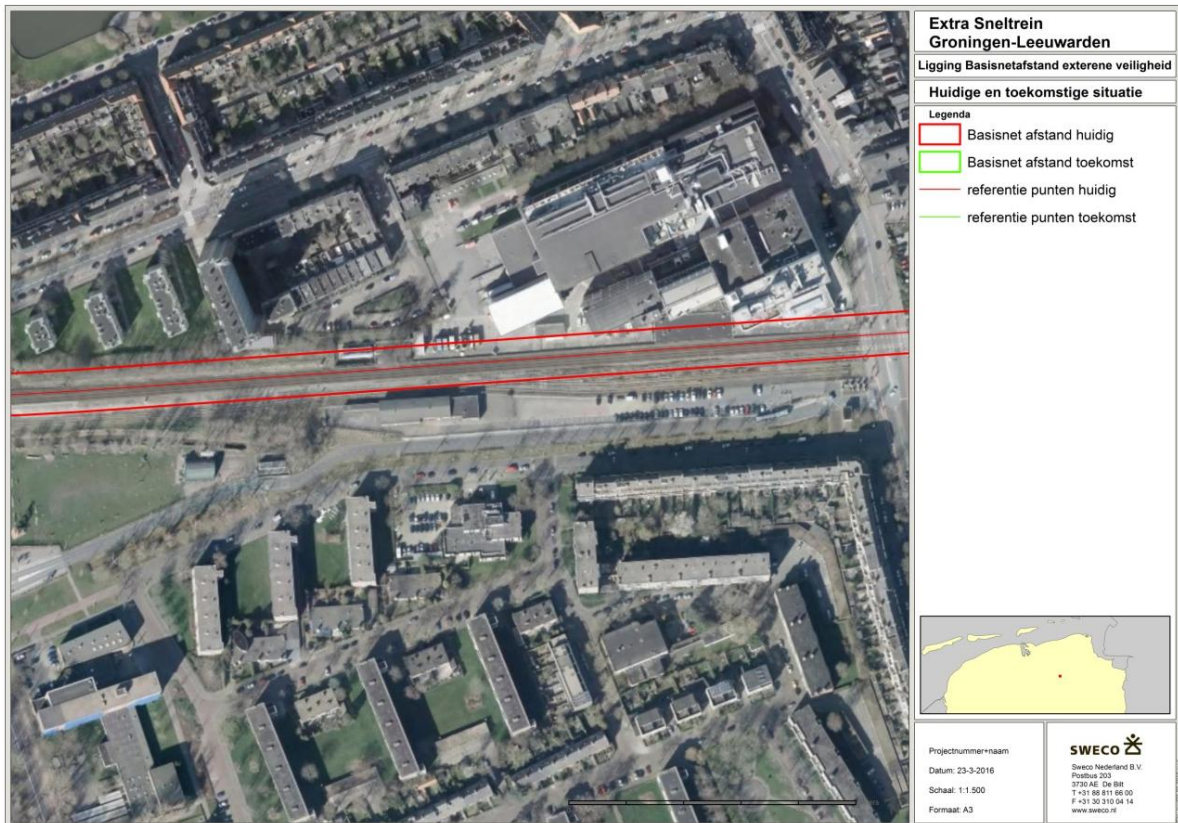 Extra Sneltrein
Groningen-Leeuwarden
Ligging Basisnetafstand externe veiligheid
Huidige en toekomstige situatie
Legenda
Basisnet afstand huidig
Basisnet afstand toekomst
referentie punten huidig
referentie punten toekomst
Projectnummer+naam
Datum: 23-3-2016
Schaal: 1:1.500
Formaat: A3
SWECO
Sweco Nederland B.V.
Postbus 203
3730 AE De Bilt
T +31 88 811 66 00
F +31 30 310 04 14
www.sweco.nl